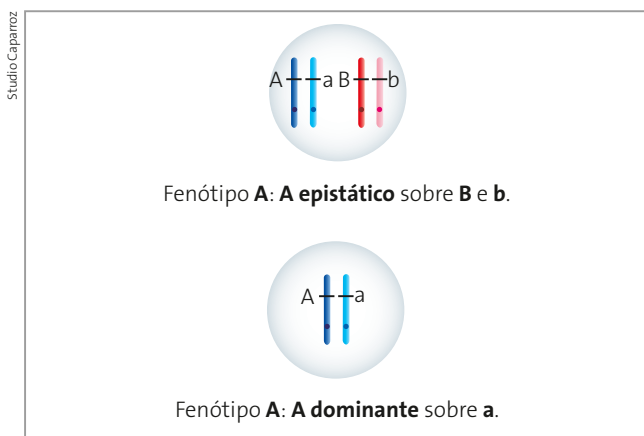 Studio Caparroz
A a B b
Fenótipo A: A epistático sobre B e b.
A a
Fenótipo A: A dominante sobre a.